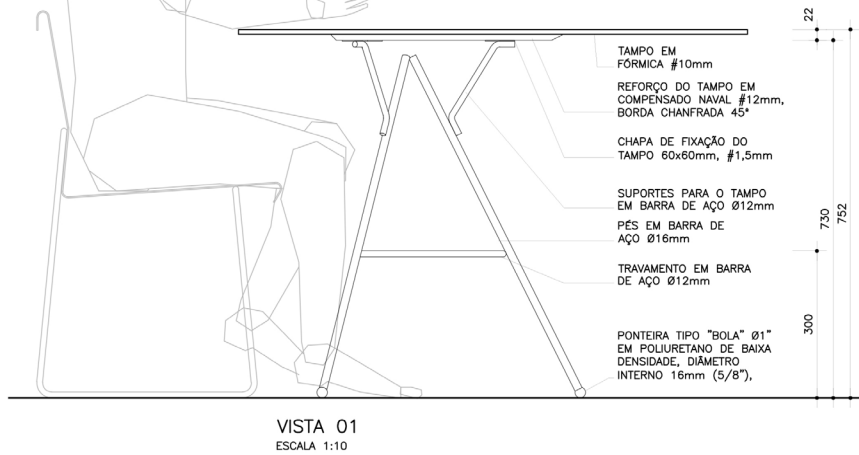 TAMPO EM
FÓRMICA #10mm
REFORÇO DO TAMPO EM
COMPENSADO NAVAL #12mm,
BORDA CHANFRADA 45°
CHAPA DE FIXAÇÃO DO
TAMPO 60x60mm, #1,5mm
SUPORTES PARA O TAMPO
EM BARRA DE AÇO Ø12mm
PÉS EM BARRA DE
AÇO Ø16mm
TRAVAMENTO EM BARRA
DE AÇO Ø12mm
PONTEIRA TIPO "BOLA" Ø1"
EM POLIURETANO DE BAIXA
DENSIDADE, DIÂMETRO
INTERNO 16mm (5/8"),
22
730
752
300
VISTA 01
ESCALA 1:10